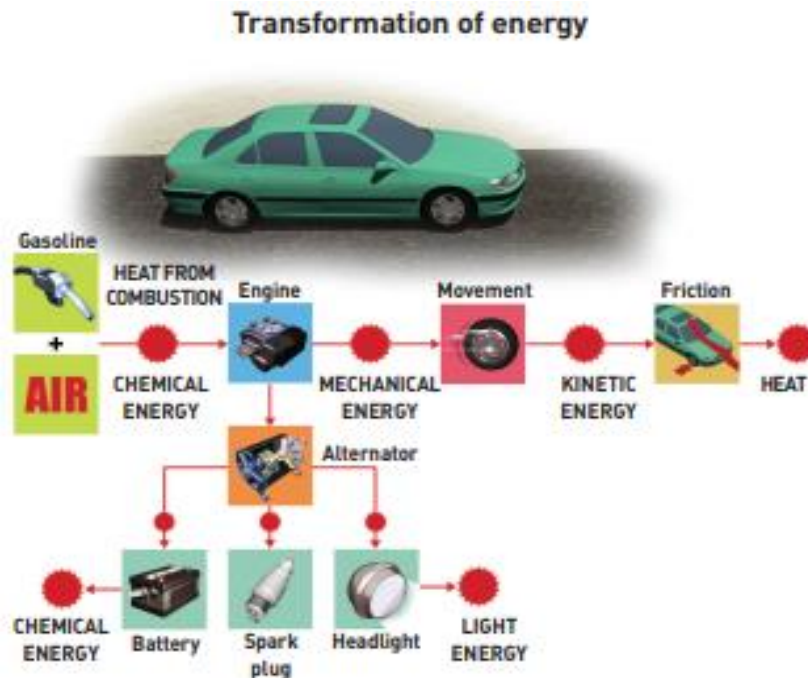 Transformation of energy
Gasoline
+
AIR
HEAT FROM
COMBUSTION
CHEMICAL
ENERGY
Engine
MECHANICAL
ENERGY
Movement
KINETIC
ENERGY
Friction
HEAT
Alternator
CHEMICAL
ENERGY
Battery
Spark
plug
Headlight
LIGHT
ENERGY